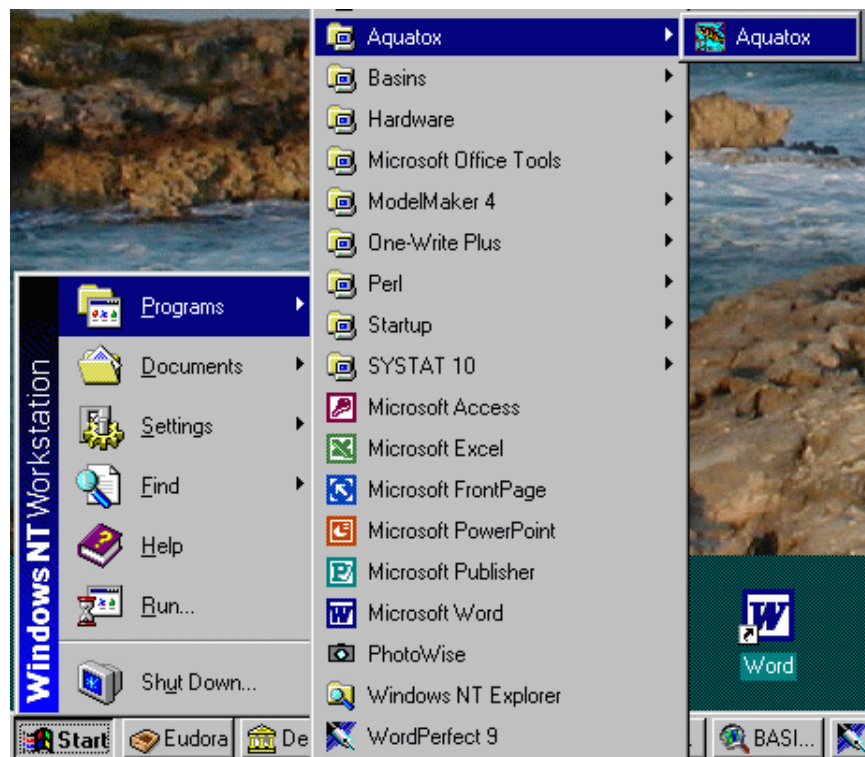 Aquatox
Aquatox
Basins
Hardware
Microsoft Office Tools
ModelMaker 4
One-Write Plus
Perl
Startup
SYSTAT 10
Microsoft Access
Microsoft Excel
Microsoft FrontPage
Microsoft PowerPoint
Microsoft Publisher
Microsoft Word
PhotoWise
Windows NT Explorer
WordPerfect 9
Programs
Documents
Settings
Find
Help
Run...
Shut Down...
Windows NT Workstation
Word
Start
Eudora
De
BASI...